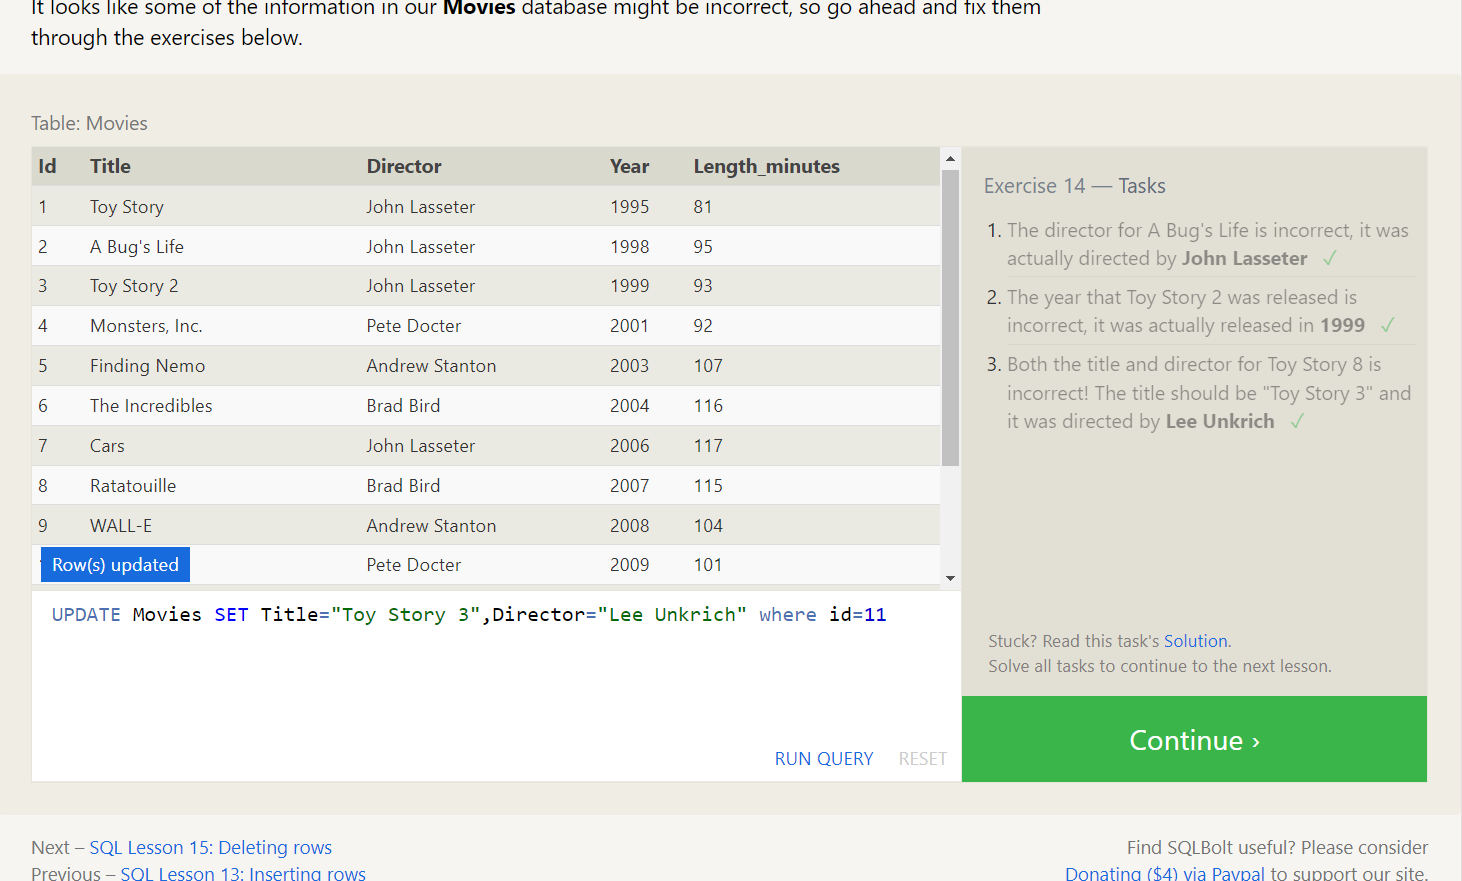 It looks like some of the information in our Movies database might be incorrect, so go ahead and fix them
through the exercises below.
Table: Movies
Id Title Director Year Length_minutes
1 Toy Story John Lasseter 1995 81
2 A Bug's Life John Lasseter 1998 95
3 Toy Story 2 John Lasseter 1999 93
4 Monsters, Inc. Pete Docter 2001 92
5 Finding Nemo Andrew Stanton 2003 107
6 The Incredibles Brad Bird 2004 116
7 Cars John Lasseter 2006 117
8 Ratatouille Brad Bird 2007 115
9 WALL-E Andrew Stanton 2008 104
Row(s) updated Pete Docter 2009 101
UPDATE Movies SET Title="Toy Story 3",Director="Lee Unkrich" where id=11
RUN QUERY RESET
Exercise 14 — Tasks
1. The director for A Bug's Life is incorrect, it was
actually directed by John Lasseter ✓
2. The year that Toy Story 2 was released is
incorrect, it was actually released in 1999 ✓
3. Both the title and director for Toy Story 8 is
incorrect! The title should be "Toy Story 3" and
it was directed by Lee Unkrich ✓
Stuck? Read this task's Solution.
Solve all tasks to continue to the next lesson.
Continue ›
Next – SQL Lesson 15: Deleting rows
Previous – SQL Lesson 13: Inserting rows
Find SQLBolt useful? Please consider
Donating ($4) via Paypal to support our site.